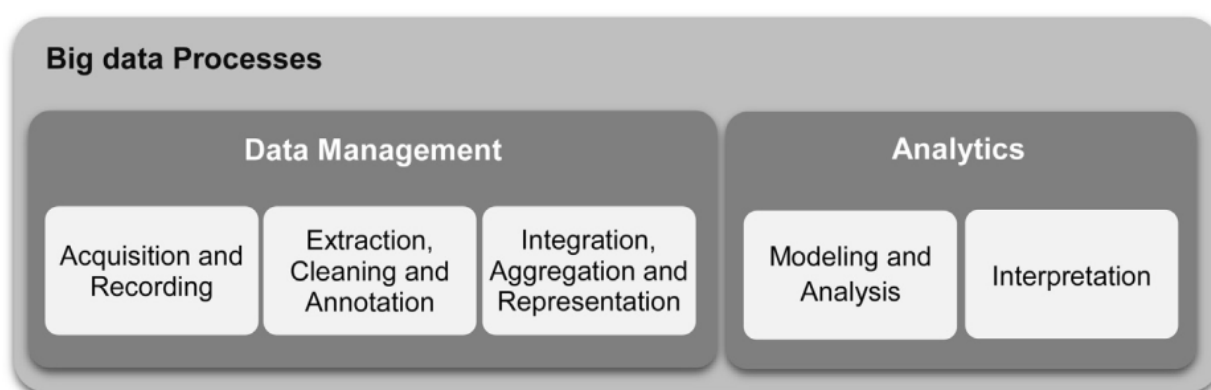 Big data Processes
Data Management
Acquisition and
Recording
Extraction,
Cleaning and
Annotation
Integration,
Aggregation and
Representation
Analytics
Modeling and
Analysis
Interpretation